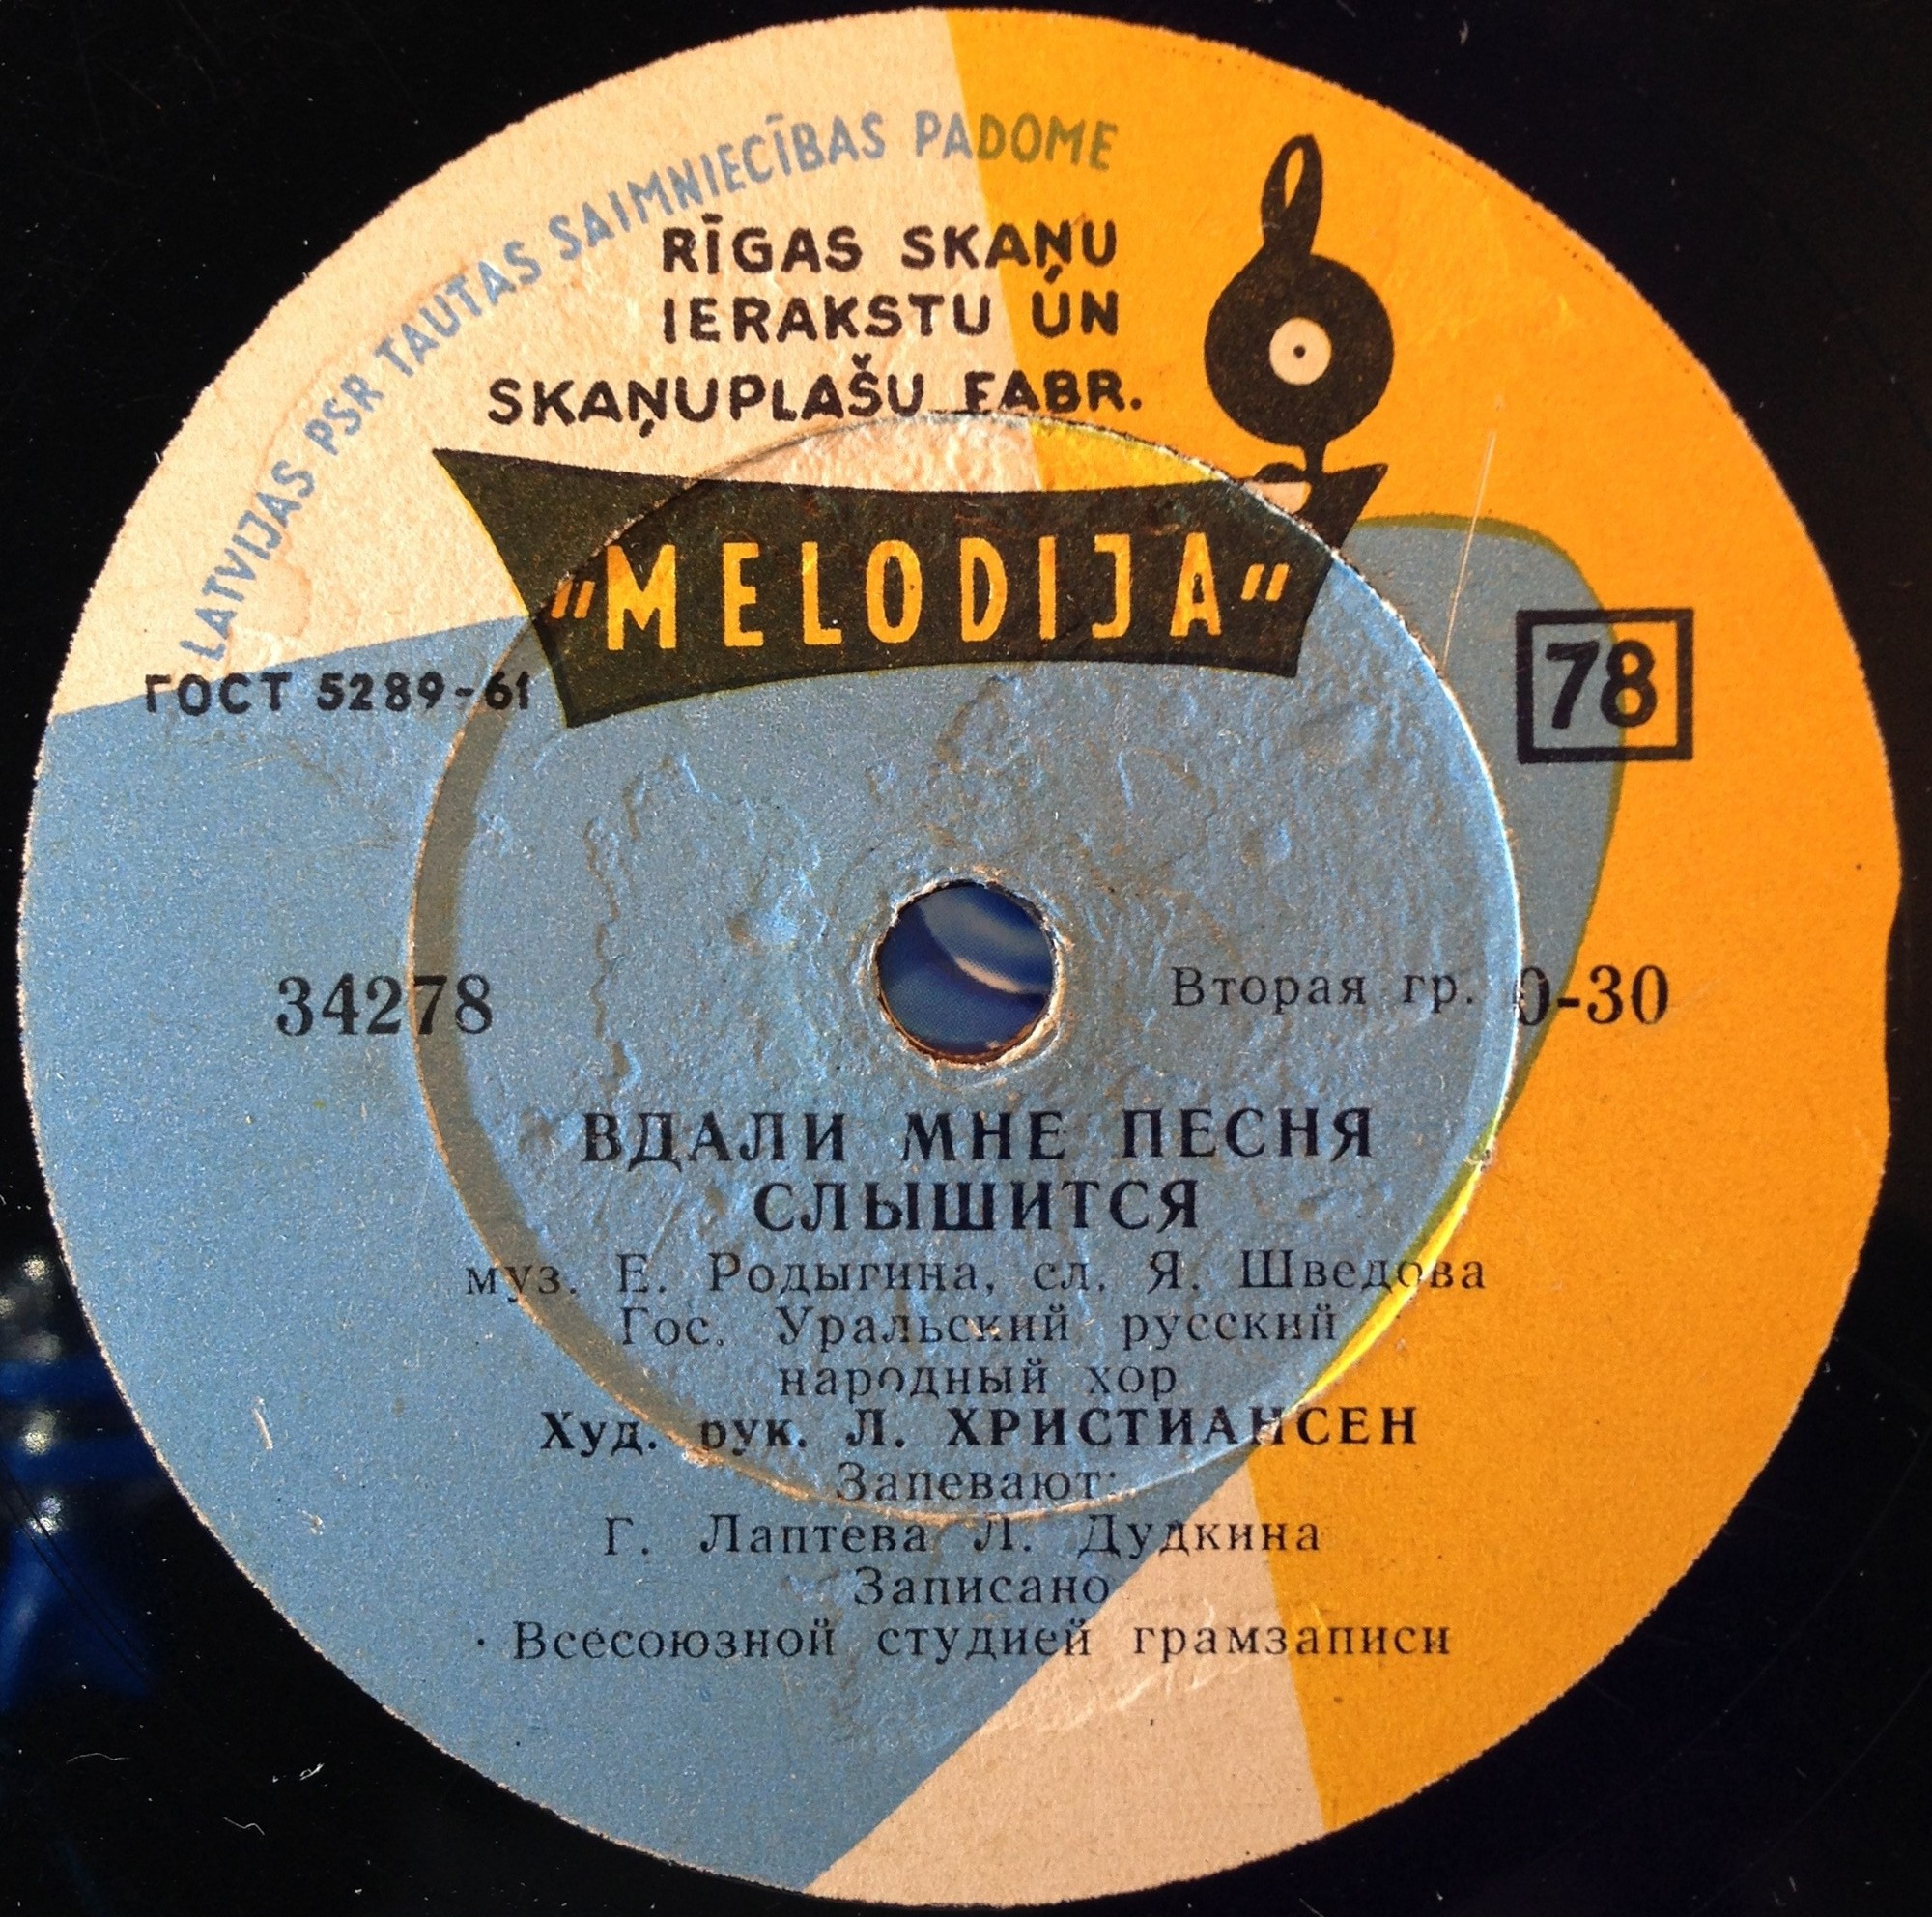 LATVIJAS PSR TAUTAS SAIMNIECĪBAS PADOME
RĪGAS SKAŅU
IERAKSTU UN
SKAŅUPLAŠU FABR.
"MELODIJA"
ГОСТ 5289-61
78
34278
Вторая гр. 0-30
ВДАЛИ МНЕ ПЕСНЯ
СЛЫШИТСЯ
муз. Е. Родыгина, сл. Я. Шведова
Гос. Уральский русский
народный хор
Худ. рук. Л. ХРИСТИАНСЕН
Запевают:
Г. Лаптева Л. Дудкина
Записано
Всесоюзной студией грамзаписи